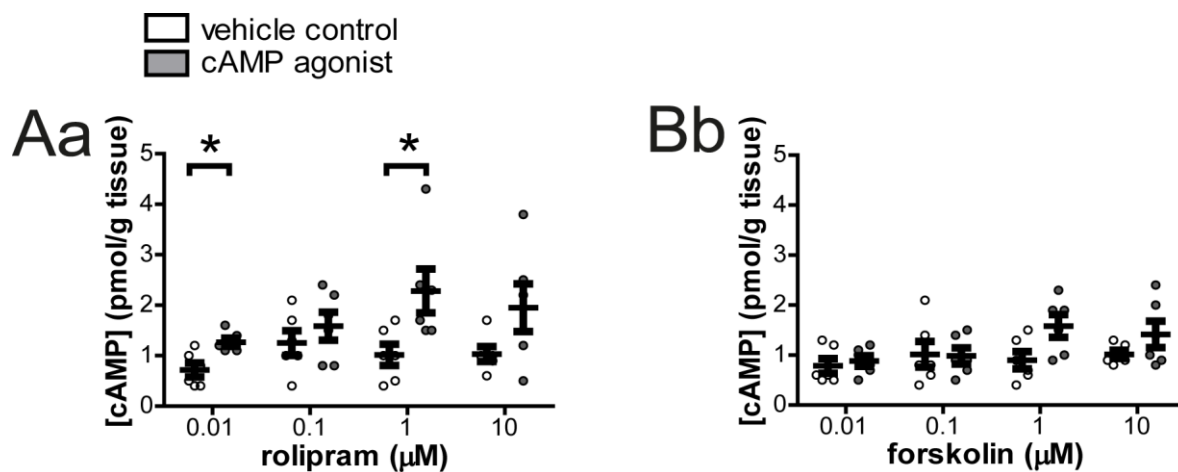 vehicle control
cAMP agonist
Aa
[cAMP] (pmol/g tissue)
5
4
3
2
1
0
* *
0.01 0.1 1 10
rolipram (μM)
Bb
[cAMP] (pmol/g tissue)
5
4
3
2
1
0
0.01 0.1 1 10
forskolin (μM)